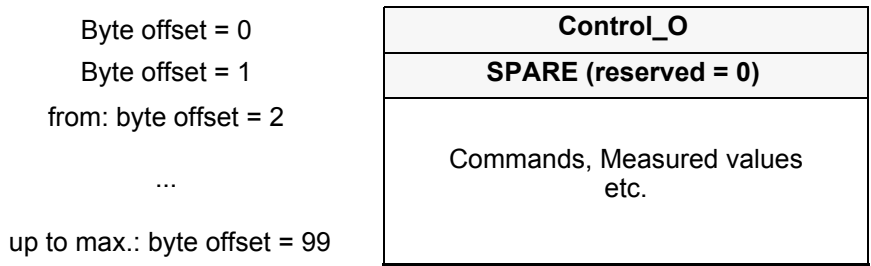 Byte offset = 0
Control_O
Byte offset = 1
SPARE (reserved = 0)
from: byte offset = 2
Commands, Measured values
etc.
...
up to max.: byte offset = 99